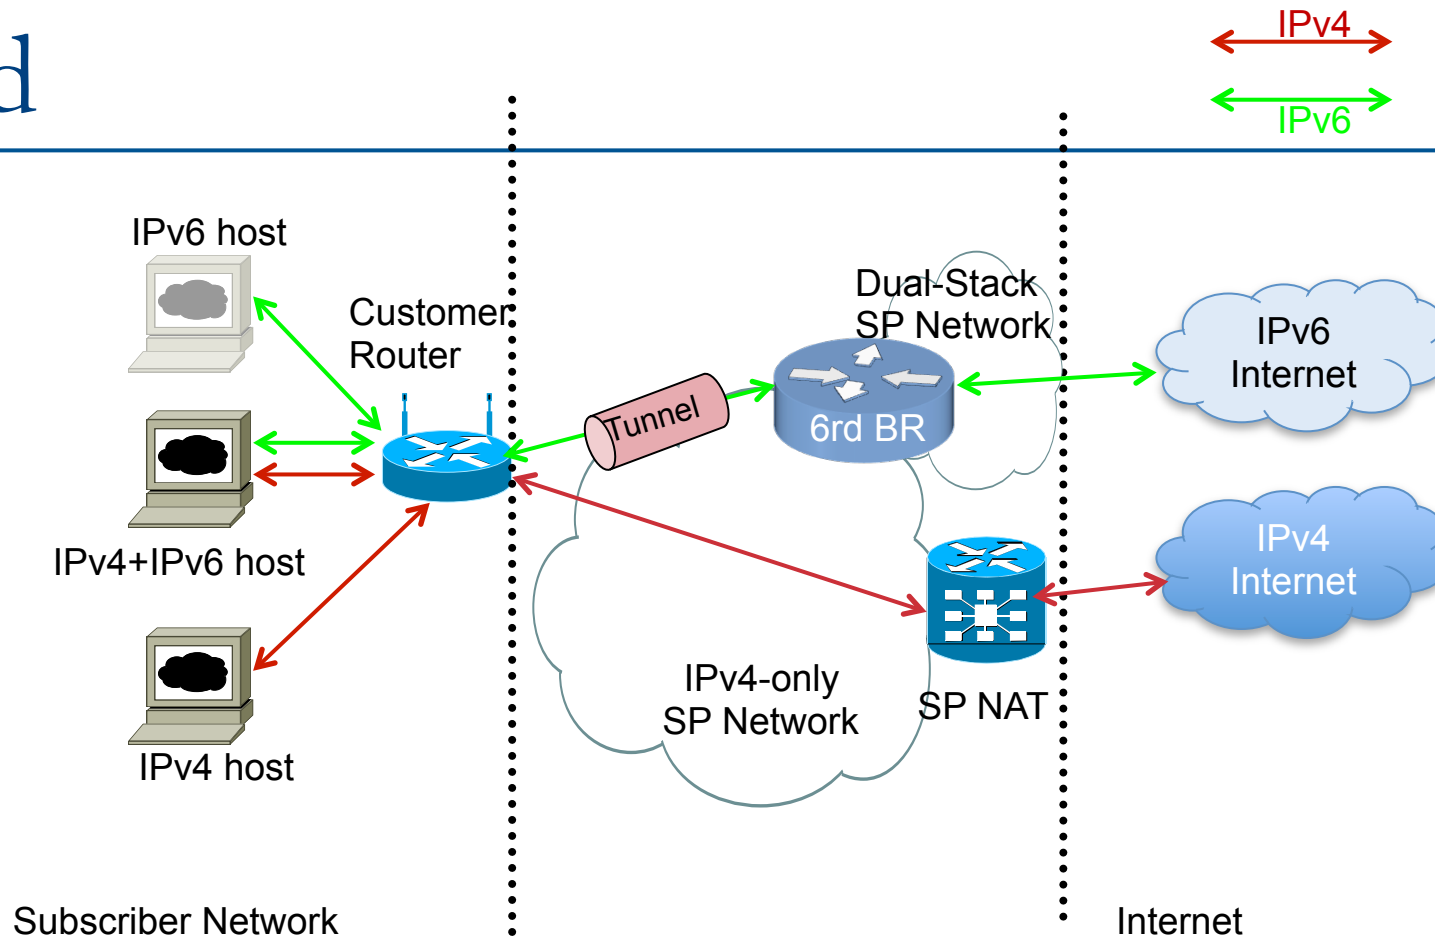 d
IPv4
IPv6
IPv6 host
Customer
Router
Dual-Stack
SP Network
IPv6
Internet
Tunnel
6rd BR
IPv4+IPv6 host
IPv4
Internet
IPv4-only
SP Network
SP NAT
IPv4 host
Subscriber Network
Internet